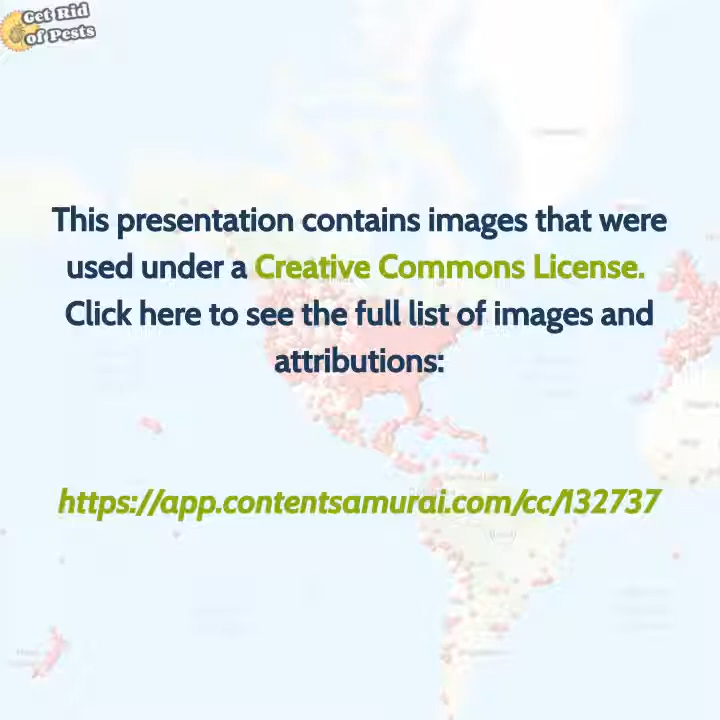 Get Rid
of Pests
This presentation contains images that were
used under a Creative Commons License.
Click here to see the full list of images and
attributions:
https://app.contentsamurai.com/cc/132737